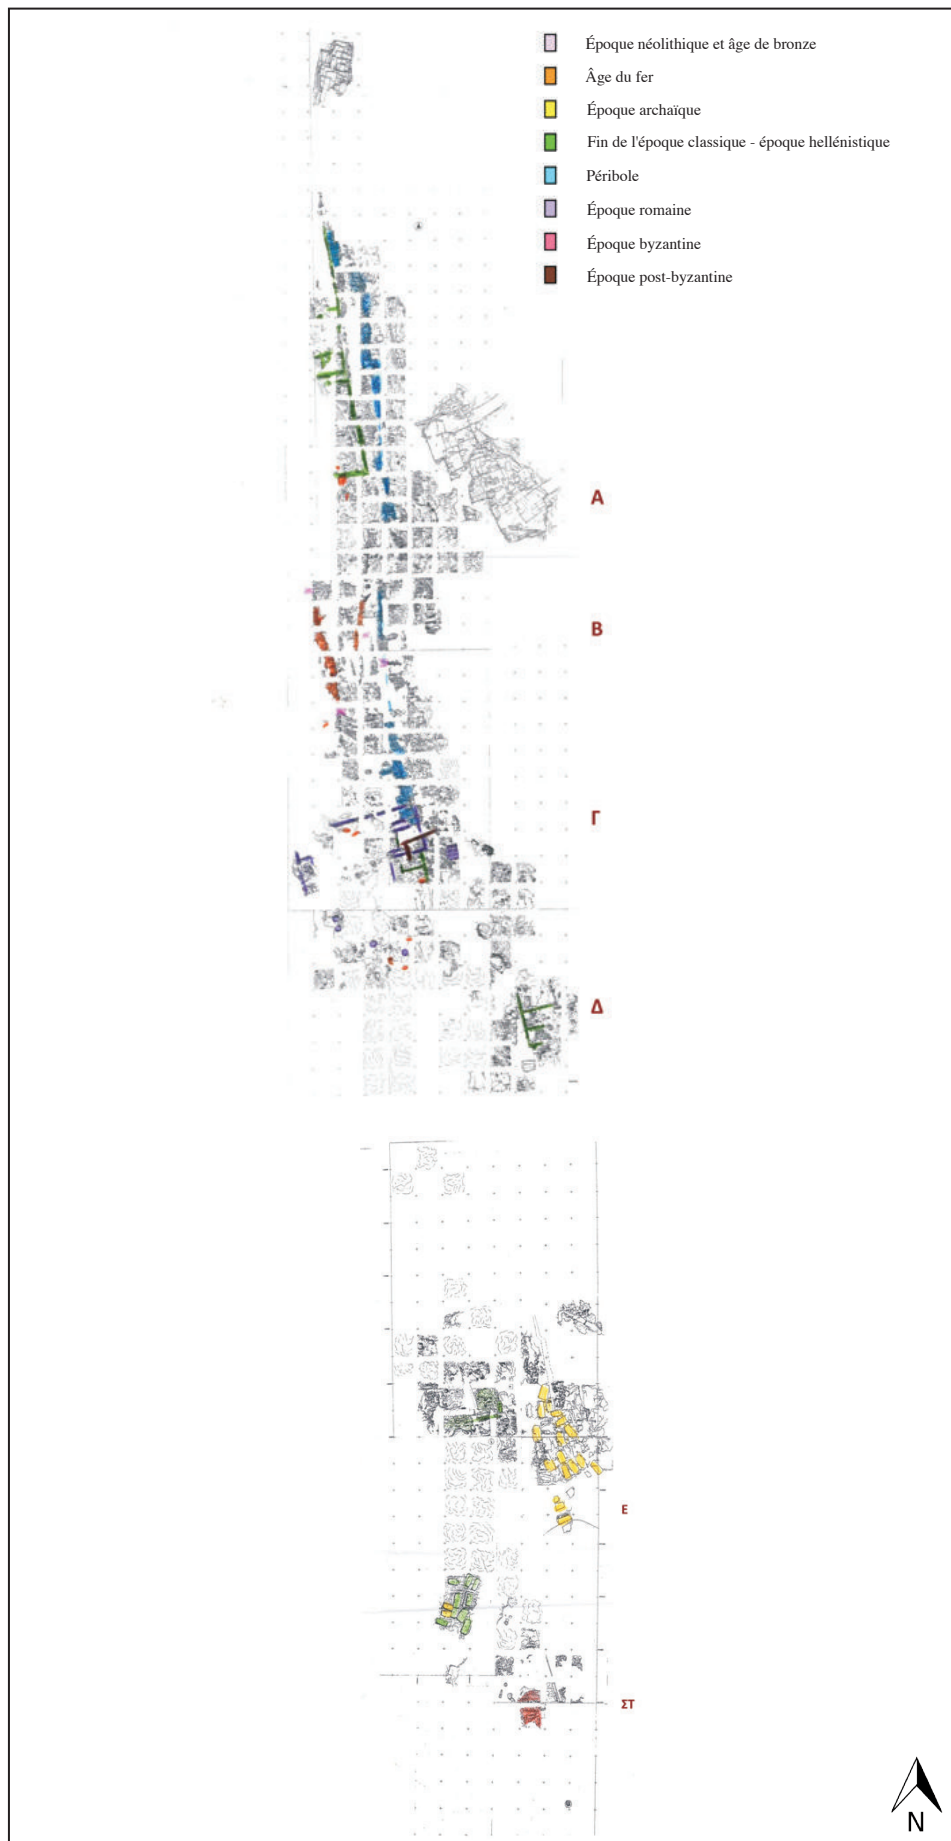 Époque néolithique et âge de bronze
Âge du fer
Époque archaïque
Fin de l'époque classique - époque hellénistique
Péribole
Époque romaine
Époque byzantine
Époque post-byzantine
Α
Β
Γ
Δ
Ε
ΣΤ
N